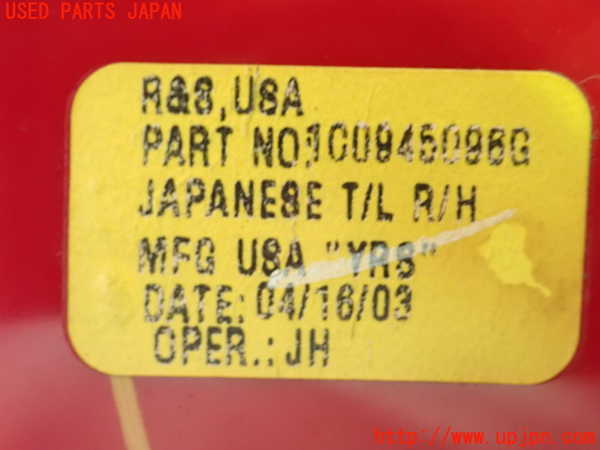 USED PARTS JAPAN
R&S, USA
PART NO: 1C0945096G
JAPANESE T/L R/H
MFG USA "YRS"
DATE: 04/16/03
OPER.: JH
http://www.upjpn.com/